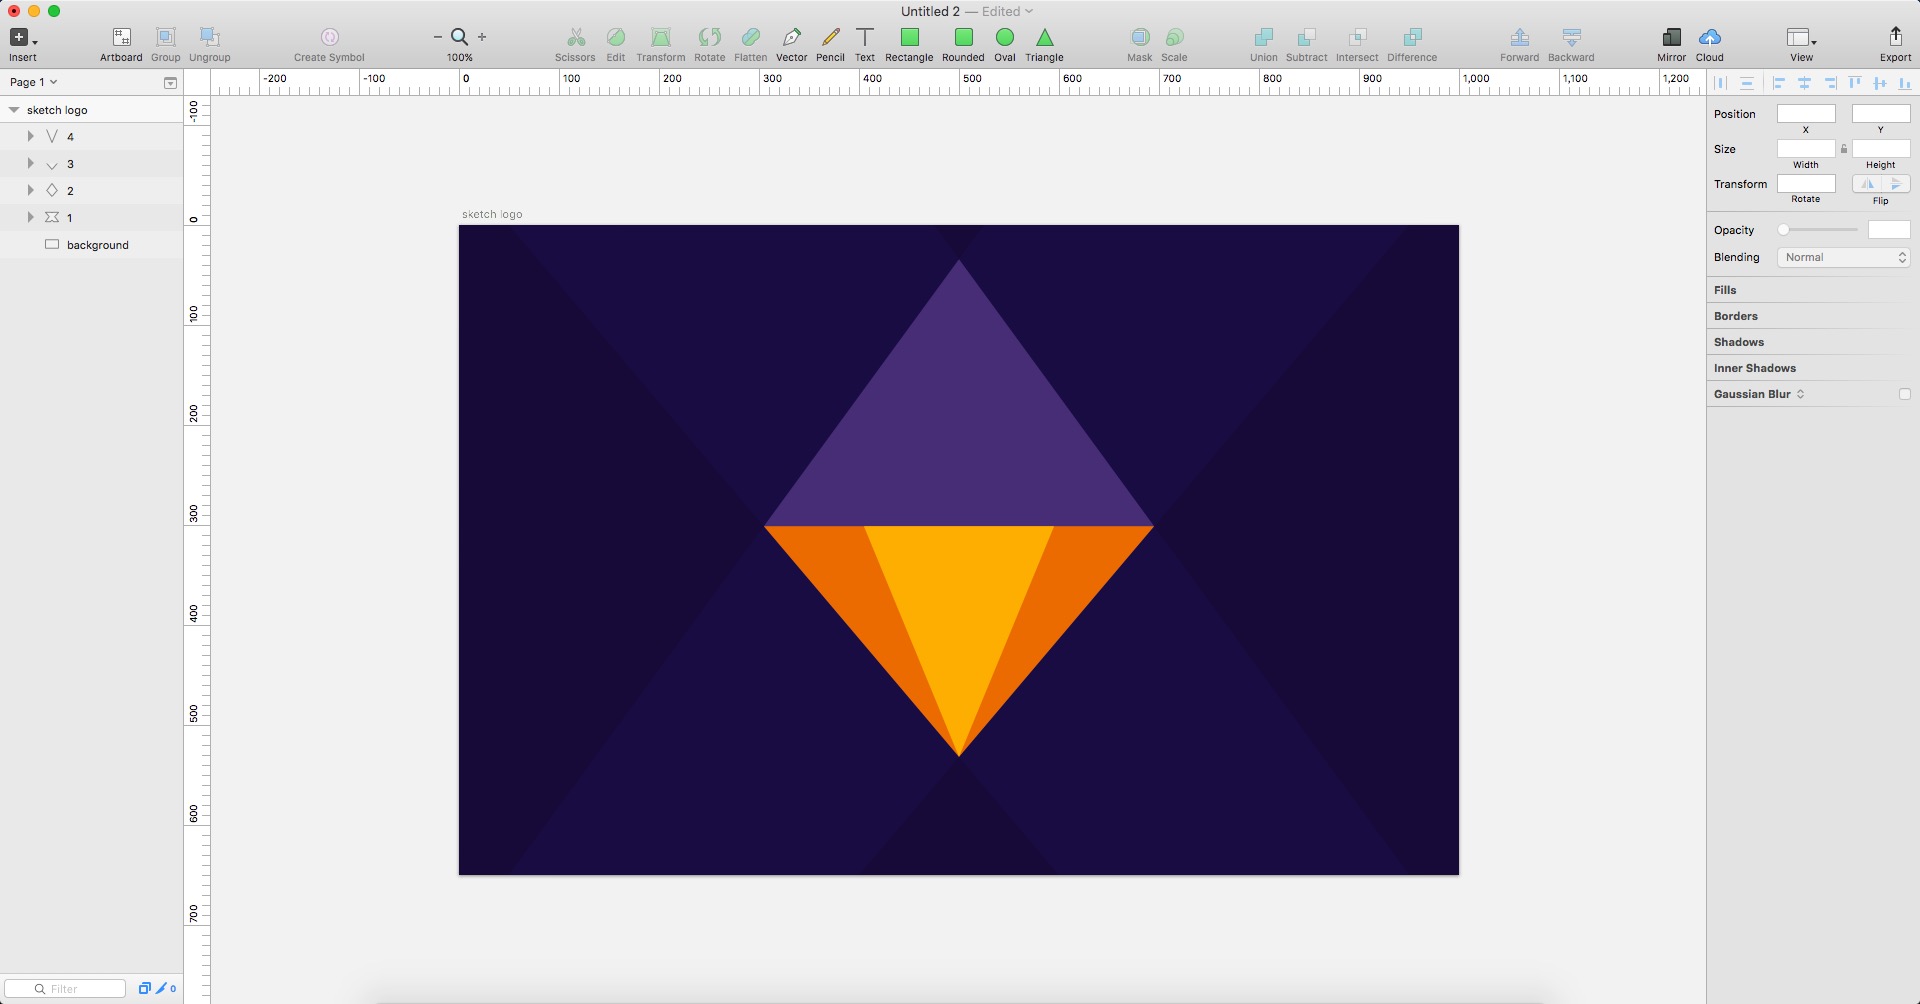 Untitled 2 — Edited
Insert Artboard Group Ungroup Create Symbol 100% Scissors Edit Transform Rotate Flatten Vector Pencil Text Rectangle Rounded Oval Triangle Mask Scale Union Subtract Intersect Difference Forward Backward Mirror Cloud View Export
Page 1
-200 -100 0 100 200 300 400 500 600 700 800 900 1,000 1,100 1,200
sketch logo
4
3
2
1
background
-100
0
100
200
300
400
500
600
700
sketch logo
Position
X Y
Size
Width Height
Transform
Rotate Flip
Opacity
Blending Normal
Fills
Borders
Shadows
Inner Shadows
Gaussian Blur
Filter 0